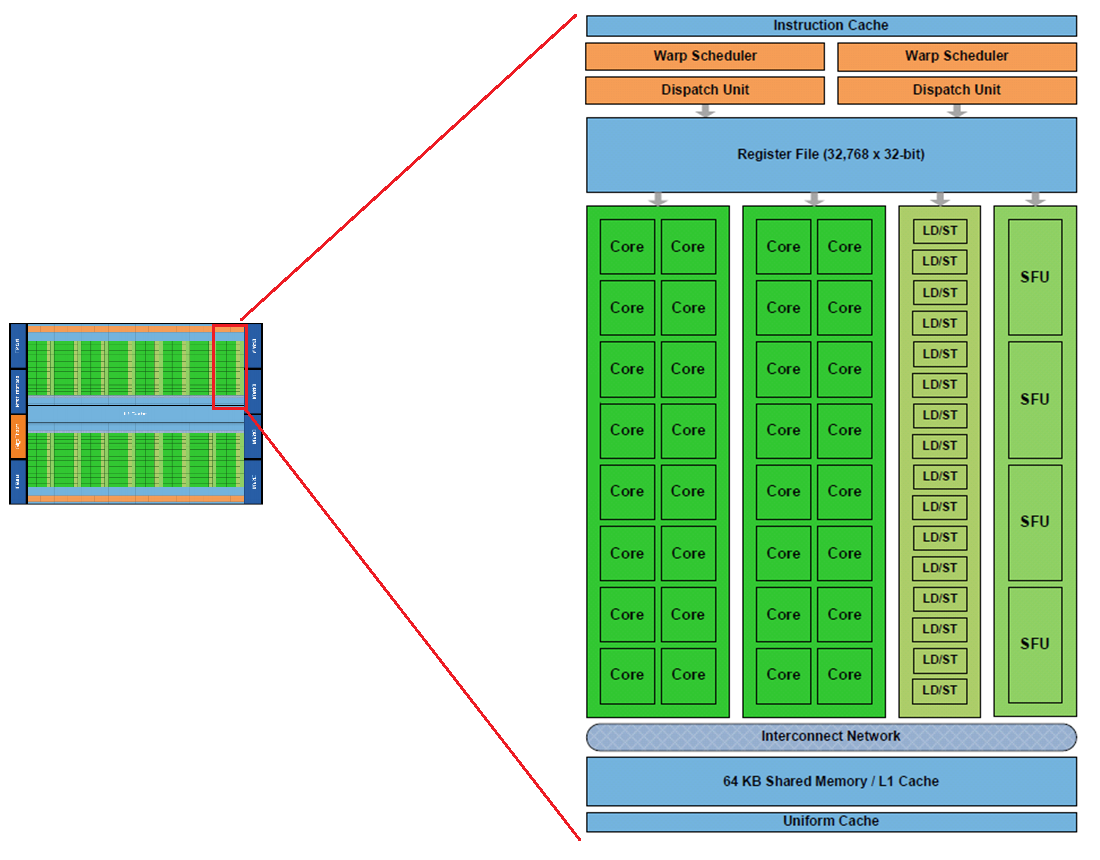 Instruction Cache
Warp Scheduler
Warp Scheduler
Dispatch Unit
Dispatch Unit
Register File (32,768 x 32-bit)
Core
Core
Core
Core
LD/ST
SFU
LD/ST
Core
Core
Core
Core
LD/ST
LD/ST
Core
Core
Core
Core
LD/ST
SFU
LD/ST
Core
Core
Core
Core
LD/ST
LD/ST
Core
Core
Core
Core
LD/ST
SFU
LD/ST
Core
Core
Core
Core
LD/ST
LD/ST
Core
Core
Core
Core
LD/ST
SFU
LD/ST
Core
Core
Core
Core
LD/ST
LD/ST
Interconnect Network
64 KB Shared Memory / L1 Cache
Uniform Cache